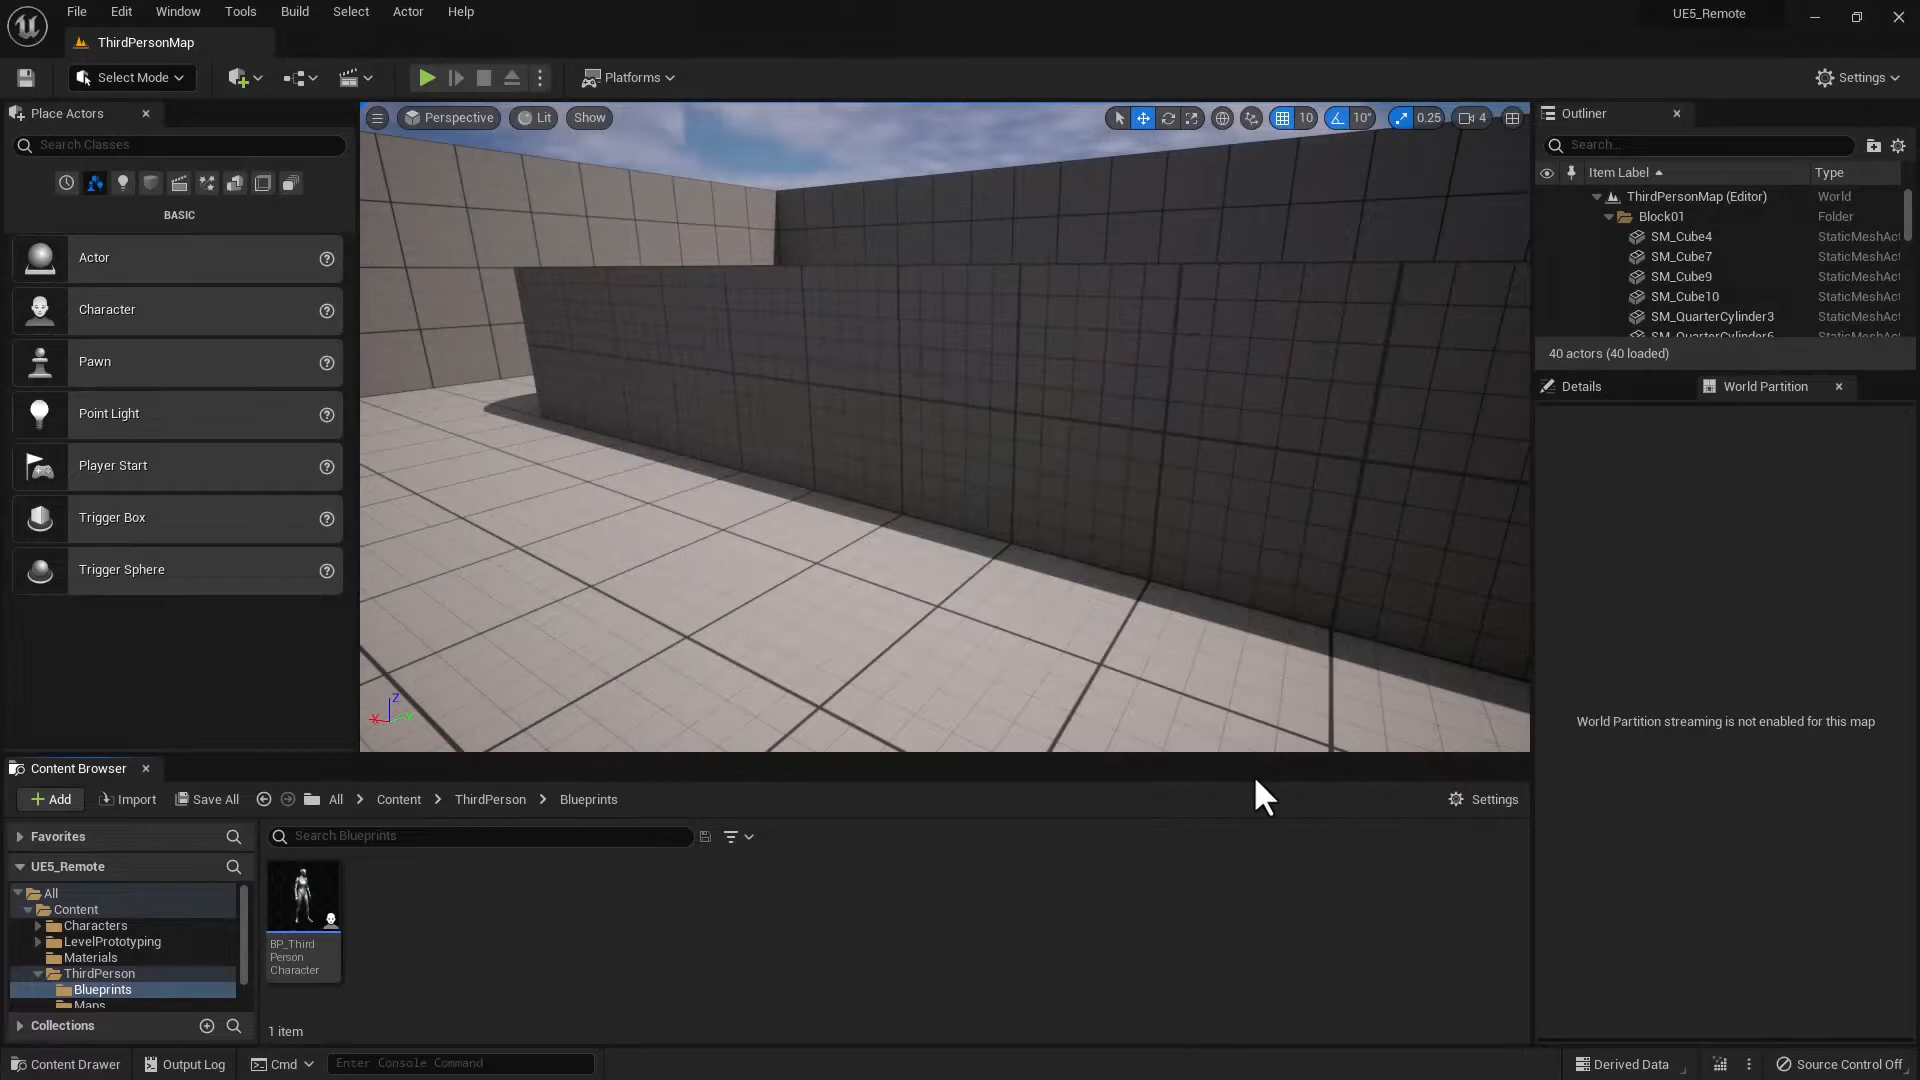 File Edit Window Tools Build Select Actor Help
UE5_Remote
ThirdPersonMap
Select Mode
Platforms
Settings
Place Actors
Search Classes
BASIC
Actor
Character
Pawn
Point Light
Player Start
Trigger Box
Trigger Sphere
Perspective Lit Show
10 10° 0.25 4
Z
X
Y
Outliner
Search...
Item Label Type
ThirdPersonMap (Editor) World
Block01 Folder
SM_Cube4 StaticMeshAct
SM_Cube7 StaticMeshAct
SM_Cube9 StaticMeshAct
SM_Cube10 StaticMeshAct
SM_QuarterCylinder3 StaticMeshAct
SM_QuarterCylinder6 StaticMeshAct
40 actors (40 loaded)
Details World Partition
World Partition streaming is not enabled for this map
Content Browser
Add Import Save All All Content ThirdPerson Blueprints Settings
Favorites
UE5_Remote
All
Content
Characters
LevelPrototyping
Materials
ThirdPerson
Blueprints
Maps
Collections
Search Blueprints
BP_Third
Person
Character
1 item
Content Drawer Output Log Cmd Enter Console Command Derived Data Source Control Off